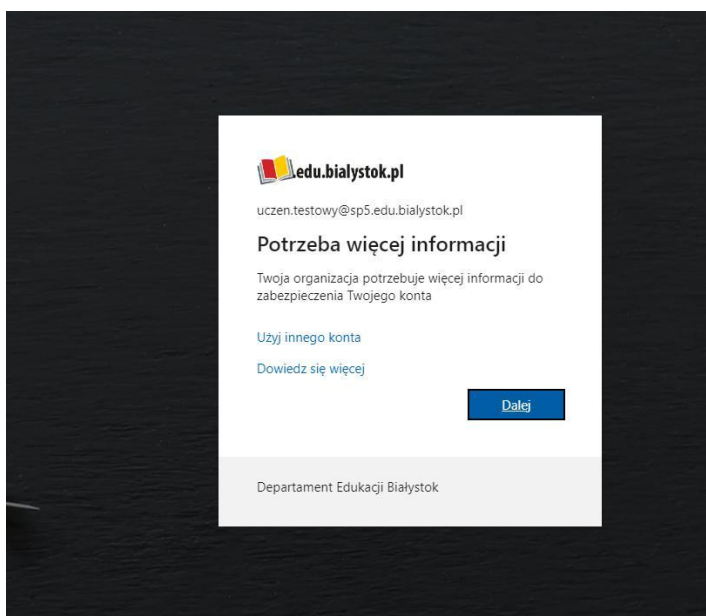 .edu.bialystok.pl
uczen.testowy@sp5.edu.bialystok.pl
Potrzeba więcej informacji
Twoja organizacja potrzebuje więcej informacji do
zabezpieczenia Twojego konta
Użyj innego konta
Dowiedz się więcej
Dalej
Departament Edukacji Białystok